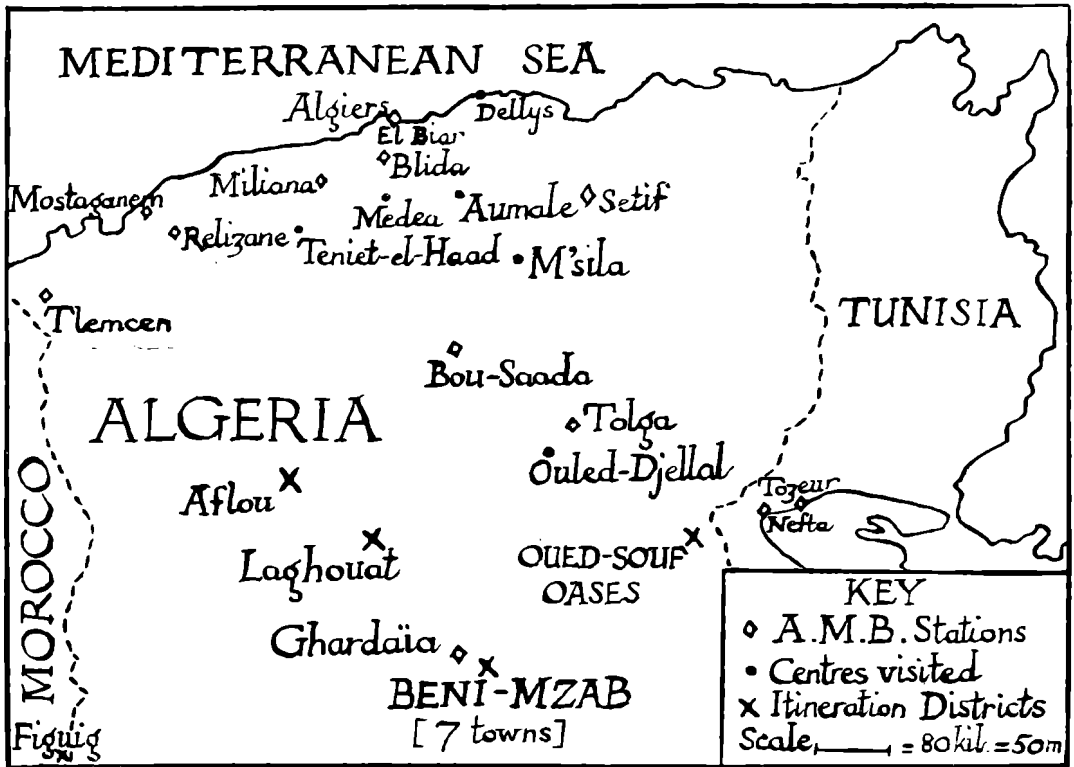 MEDITERRANEAN SEA
Algiers
Dellys
El Biar
Blida
Miliana
Mostaganem
Medea
Aumale
Setif
Relizane
Teniet-el-Haad
M'sila
Tlemcen
TUNISIA
Bou-Saada
ALGERIA
Tolga
Ouled-Djellal
MOROCCO
Aflou
Tozeur
Nefta
Laghouat
OUED-SOUF
OASES
Ghardaïa
BENI-MZAB
[7 towns]
Figuig
KEY
A.M.B. Stations
Centres visited
Itineration Districts
Scale = 80 kil. = 50 m